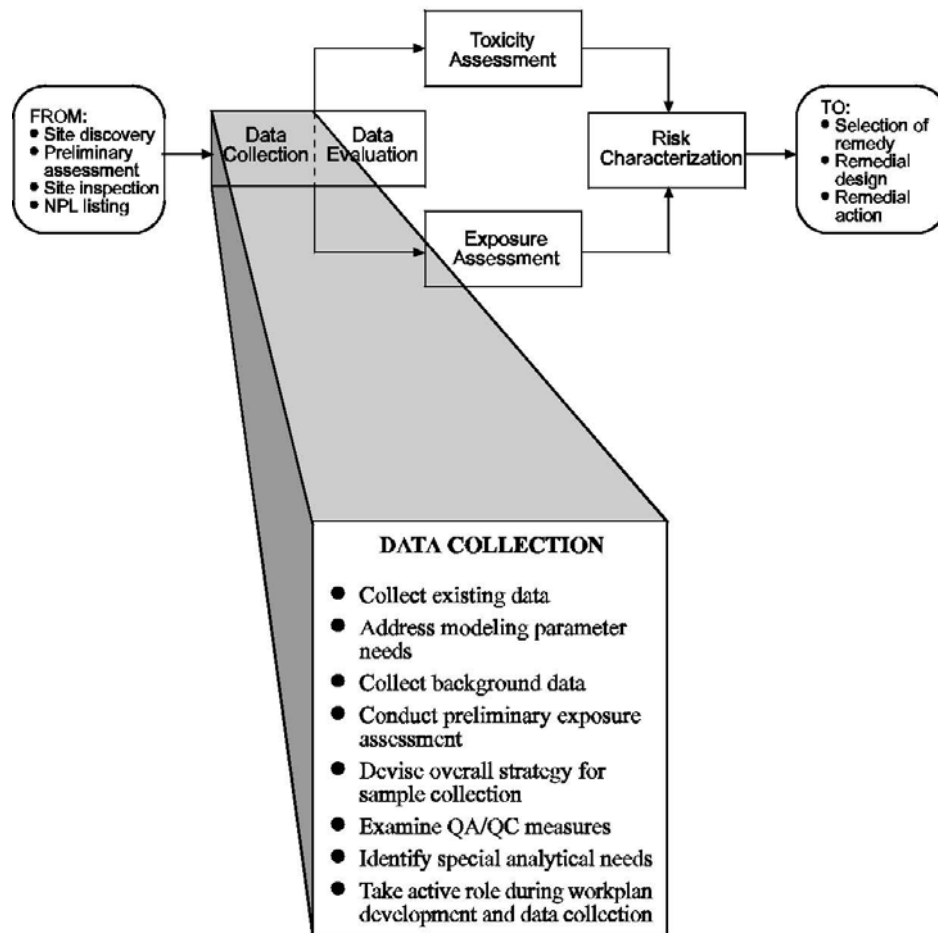 Toxicity
Assessment
FROM:
● Site discovery
● Preliminary
assessment
● Site inspection
● NPL listing
Data
Collection
Data
Evaluation
Risk
Characterization
TO:
● Selection of
remedy
● Remedial
design
● Remedial
action
Exposure
Assessment
DATA COLLECTION
● Collect existing data
● Address modeling parameter
needs
● Collect background data
● Conduct preliminary exposure
assessment
● Devise overall strategy for
sample collection
● Examine QA/QC measures
● Identify special analytical needs
● Take active role during workplan
development and data collection